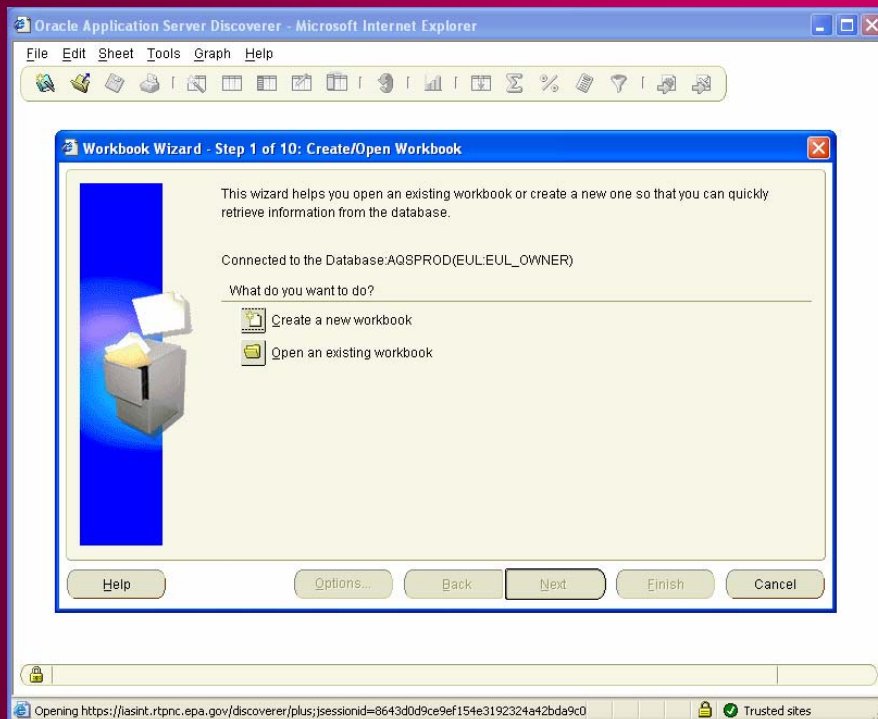 Oracle Application Server Discoverer - Microsoft Internet Explorer
File Edit Sheet Tools Graph Help
Workbook Wizard - Step 1 of 10: Create/Open Workbook
This wizard helps you open an existing workbook or create a new one so that you can quickly
retrieve information from the database.
Connected to the Database:AQSPROD(EUL:EUL_OWNER)
What do you want to do?
Create a new workbook
Open an existing workbook
Help Options... Back Next Finish Cancel
Opening https://iasint.rtpnc.epa.gov/discoverer/plus;jsessionid=8643d0d9ce9ef154e3192324a42bda9c0 Trusted sites